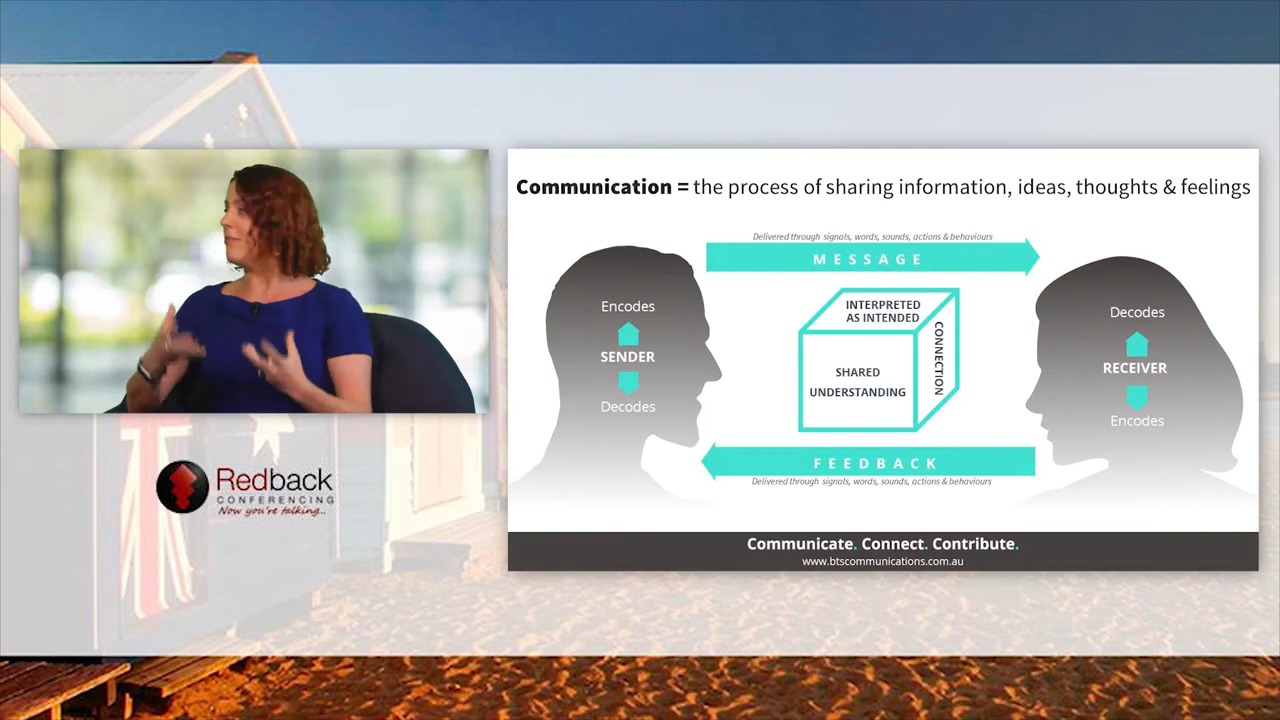 Communication = the process of sharing information, ideas, thoughts & feelings
Delivered through signals, words, sounds, actions & behaviours
MESSAGE
Encodes
SENDER
Decodes
INTERPRETED
AS INTENDED
CONNECTION
SHARED
UNDERSTANDING
Decodes
RECEIVER
Encodes
FEEDBACK
Delivered through signals, words, sounds, actions & behaviours
Communicate. Connect. Contribute.
www.btscommunications.com.au
Redback
CONFERENCING
Now you're talking...